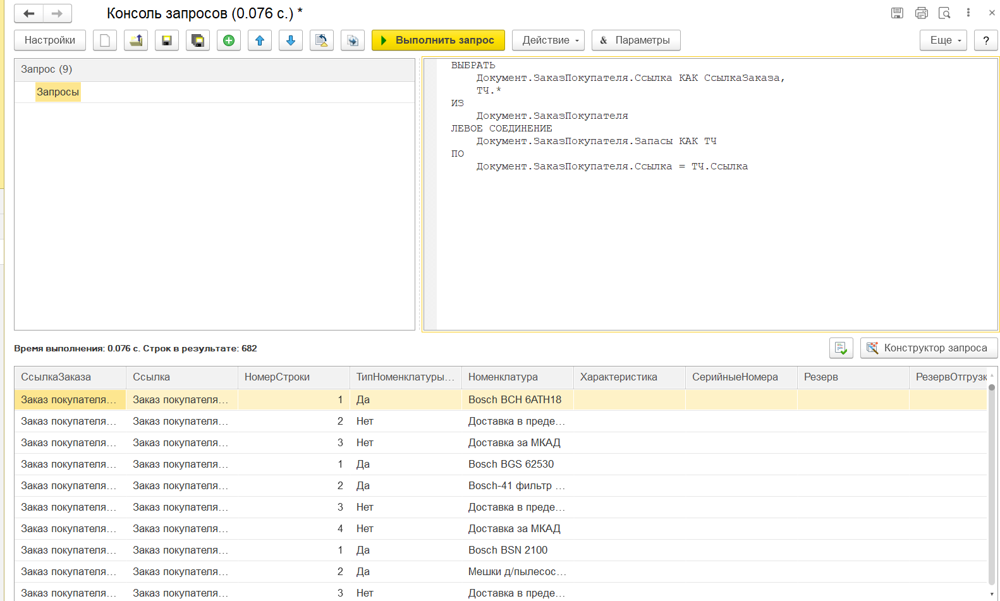 Консоль запросов (0.076 с.) *
Настройки
Выполнить запрос
Действие
& Параметры
Еще
?
Запрос (9)
Запросы
ВЫБРАТЬ
Документ.ЗаказПокупателя.Ссылка КАК СсылкаЗаказа,
ТЧ.*
ИЗ
Документ.ЗаказПокупателя
ЛЕВОЕ СОЕДИНЕНИЕ
Документ.ЗаказПокупателя.Запасы КАК ТЧ
ПО
Документ.ЗаказПокупателя.Ссылка = ТЧ.Ссылка
Время выполнения: 0.076 с. Строк в результате: 682
Конструктор запроса
СсылкаЗаказа Ссылка НомерСтроки ТипНоменклатуры... Номенклатура Характеристика СерийныеНомера Резерв РезервОтгрузк
Заказ покупателя... Заказ покупателя... 1 Да Bosch BCH 6ATH18
Заказ покупателя... Заказ покупателя... 2 Нет Доставка в преде...
Заказ покупателя... Заказ покупателя... 3 Нет Доставка за МКАД
Заказ покупателя... Заказ покупателя... 1 Да Bosch BGS 62530
Заказ покупателя... Заказ покупателя... 2 Да Bosch-41 фильтр ...
Заказ покупателя... Заказ покупателя... 3 Нет Доставка в преде...
Заказ покупателя... Заказ покупателя... 4 Нет Доставка за МКАД
Заказ покупателя... Заказ покупателя... 1 Да Bosch BSN 2100
Заказ покупателя... Заказ покупателя... 2 Да Мешки д/пылесос...
Заказ покупателя... Заказ покупателя... 3 Нет Доставка в преде...